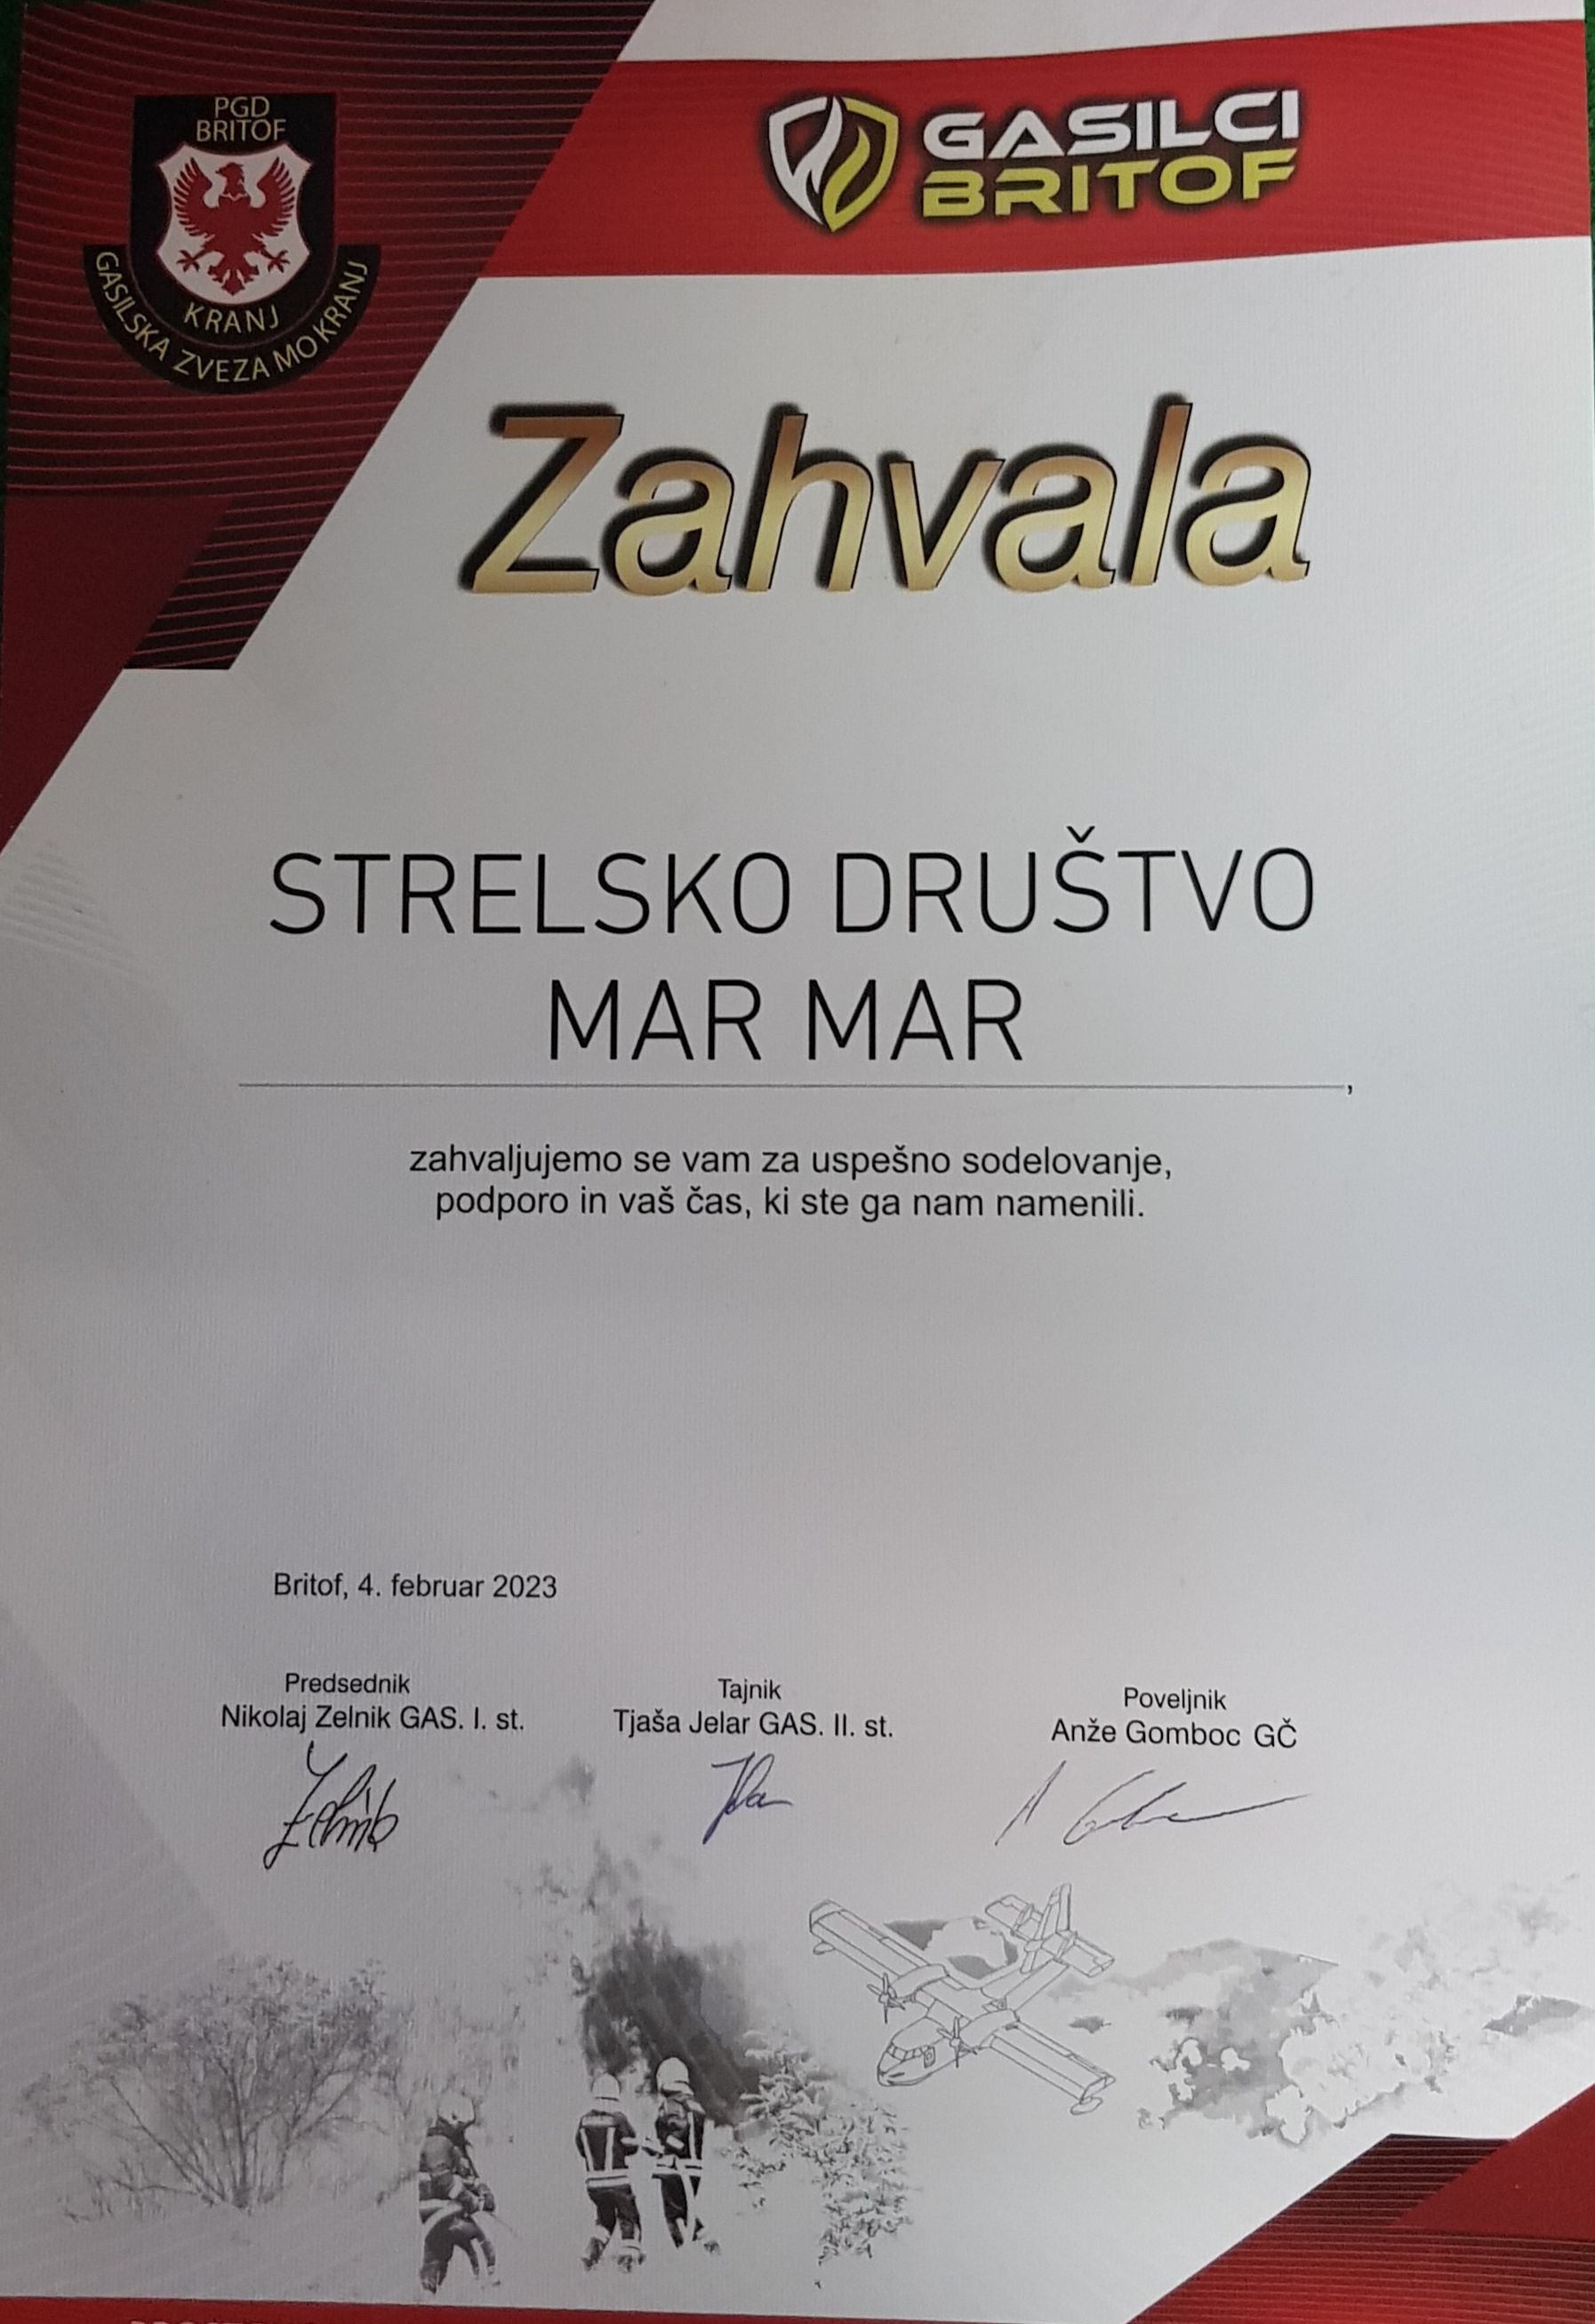 PGD
BRITOF
KRANJ
GASILSKA ZVEZA MO KRANJ
GASILCI
BRITOF
Zahvala
STRELSKO DRUŠTVO
MAR MAR
,
zahvaljujemo se vam za uspešno sodelovanje,
podporo in vaš čas, ki ste ga nam namenili.
Britof, 4. februar 2023
Predsednik
Nikolaj Zelnik GAS. I. st.
Tajnik
Tjaša Jelar GAS. II. st.
Poveljnik
Anže Gomboc GČ